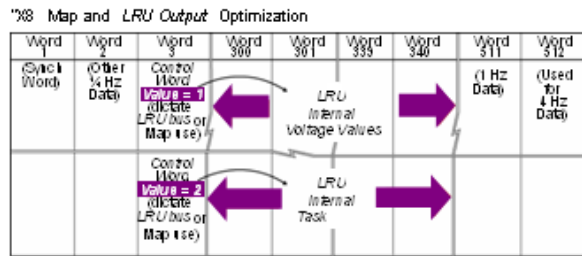 "X8 Map and LRU Output Optimization
Word 1
Word 2
Word 3
Word 300
Word 301
Word 339
Word 340
Word 511
Word 512
(Synch
Word)
(Other
¼ Hz
Data)
Control
Word
Value = 1
(dictate
LRU bus or
Map use)
LRU
Internal
Voltage Values
(1 Hz
Data)
(Used
for
4 Hz
Data)
Control
Word
Value = 2
(dictate
LRU bus or
Map use)
LRU
Internal
Task